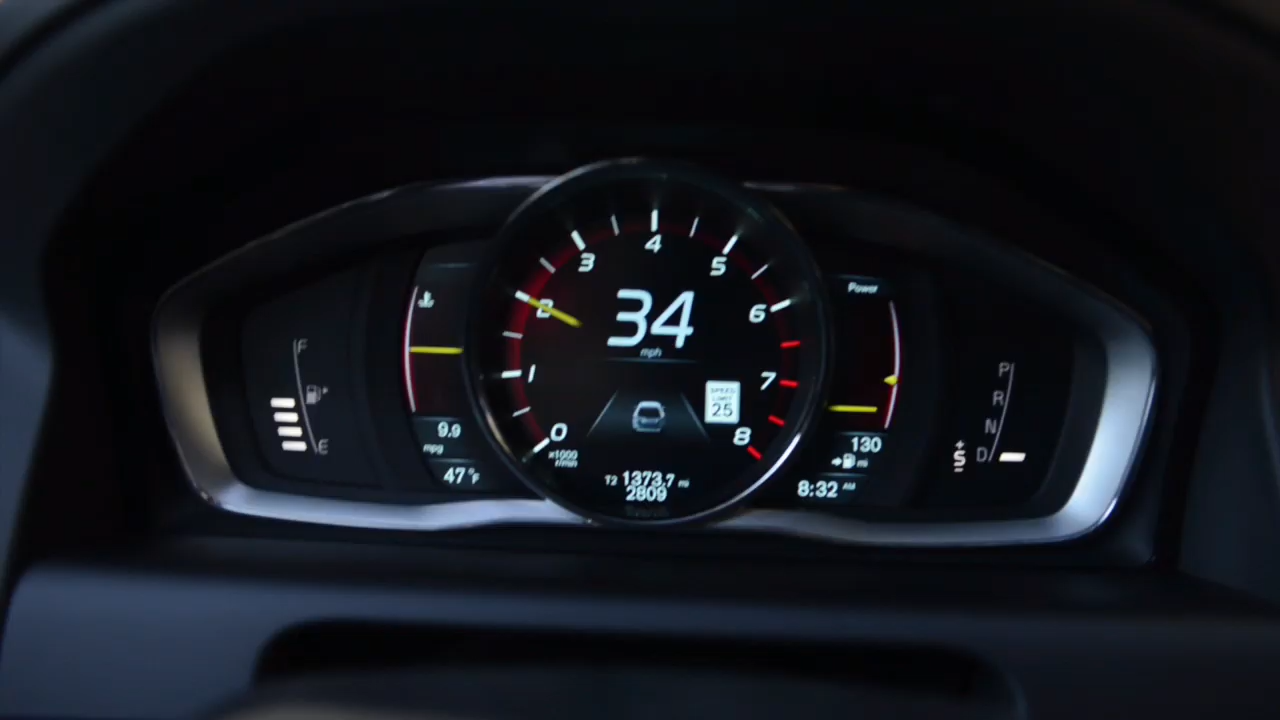 4
3
5
2
6
1
7
0
8
34
mph
SPEED
LIMIT
25
x1000
r/min
T2 1373.7 mi
2809
F
E
9.9
mpg
47°F
Power
130
mi
8:32 AM
P
R
N
D
+S-